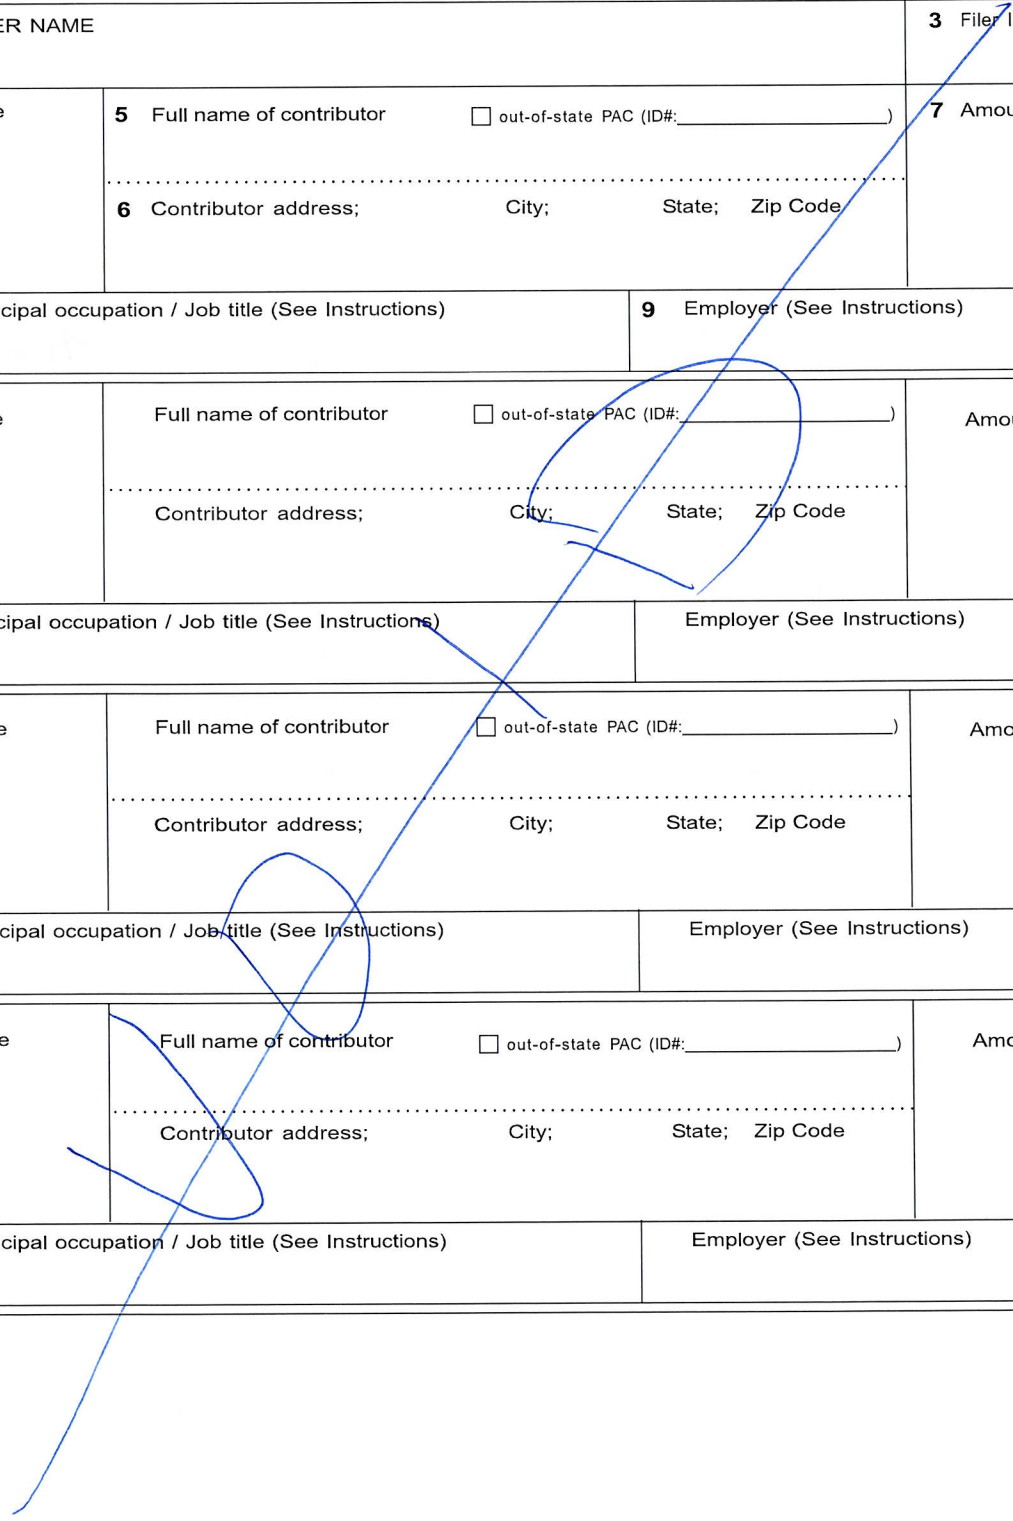 ER NAME
3 Filer I
e
5 Full name of contributor out-of-state PAC (ID#:____________________)
7 Amou
6 Contributor address; City; State; Zip Code
cipal occupation / Job title (See Instructions)
9 Employer (See Instructions)
e
Full name of contributor out-of-state PAC (ID#:____________________)
Amou
Contributor address; City; State; Zip Code
cipal occupation / Job title (See Instructions)
Employer (See Instructions)
e
Full name of contributor out-of-state PAC (ID#:____________________)
Amo
Contributor address; City; State; Zip Code
cipal occupation / Job title (See Instructions)
Employer (See Instructions)
e
Full name of contributor out-of-state PAC (ID#:____________________)
Amo
Contributor address; City; State; Zip Code
cipal occupation / Job title (See Instructions)
Employer (See Instructions)